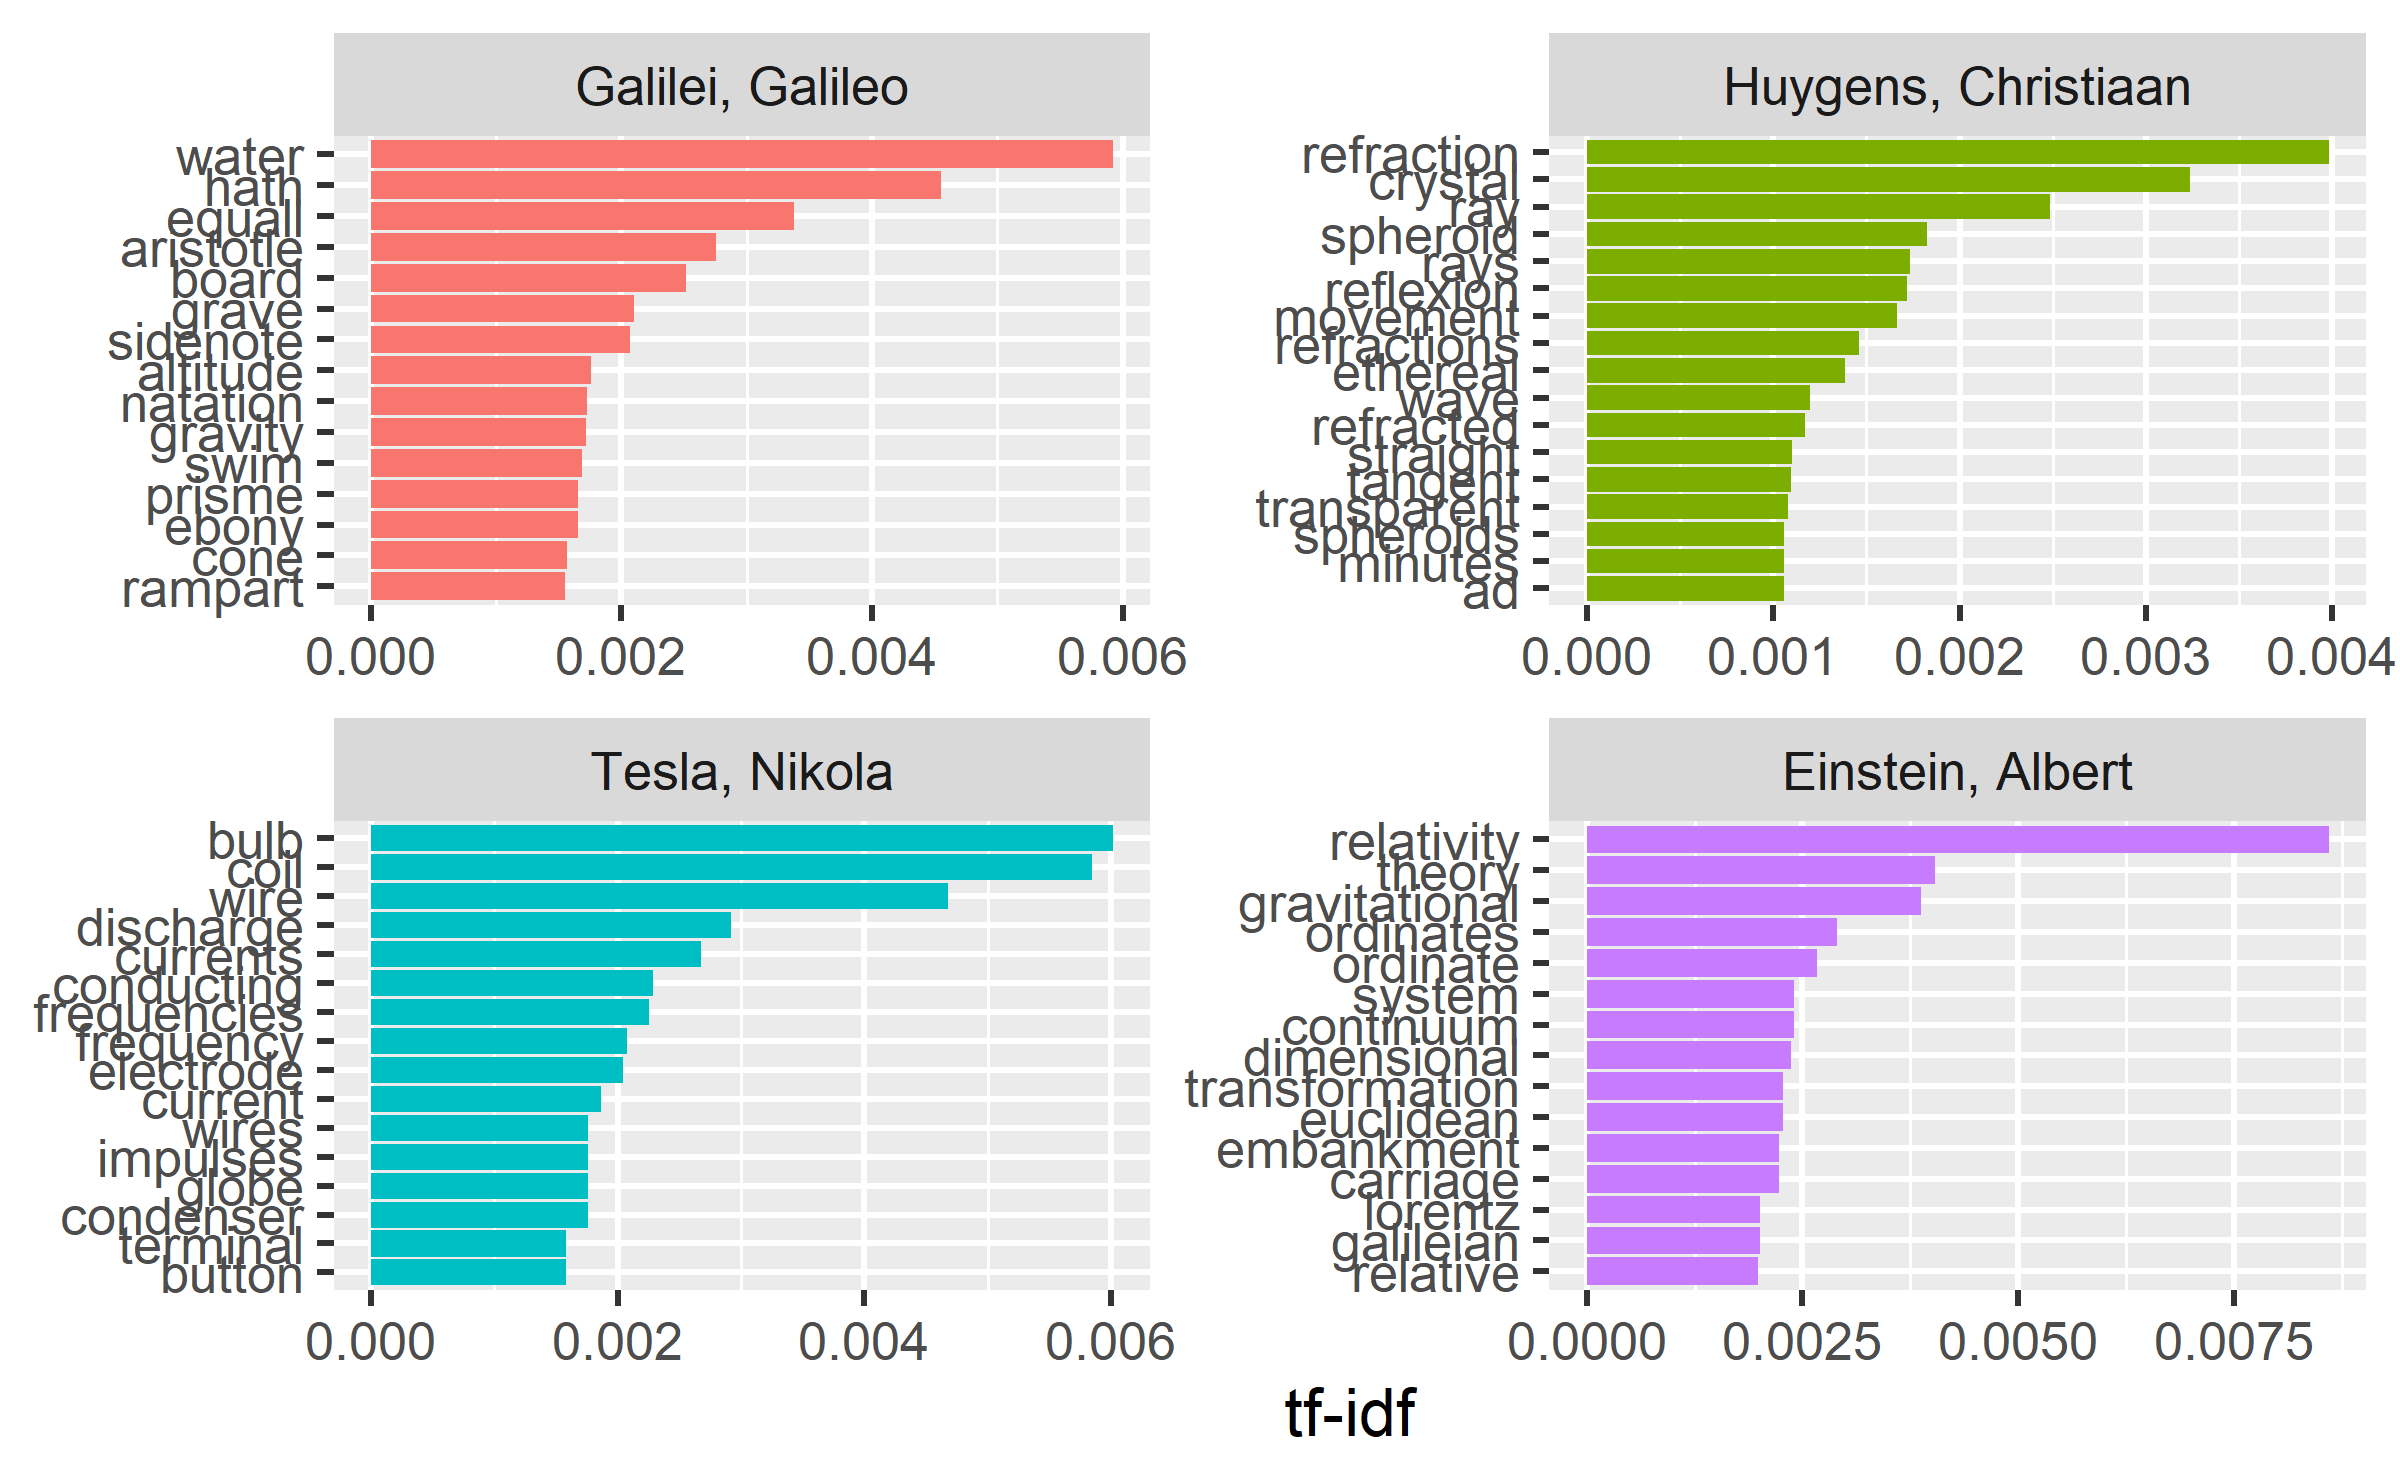 Galilei, Galileo
water
hath
equall
aristotle
board
grave
sidenote
altitude
natation
gravity
swim
prisme
ebony
cone
rampart
0.000 0.002 0.004 0.006
Huygens, Christiaan
refraction
crystal
ray
spheroid
rays
reflexion
movement
refractions
ethereal
wave
refracted
straight
tangent
transparent
spheroids
minutes
ad
0.000 0.001 0.002 0.003 0.004
Tesla, Nikola
bulb
coil
wire
discharge
currents
conducting
frequencies
frequency
electrode
current
wires
impulses
globe
condenser
terminal
button
0.000 0.002 0.004 0.006
Einstein, Albert
relativity
theory
gravitational
ordinates
ordinate
system
continuum
dimensional
transformation
euclidean
embankment
carriage
lorentz
galileian
relative
0.0000 0.0025 0.0050 0.0075
tf-idf